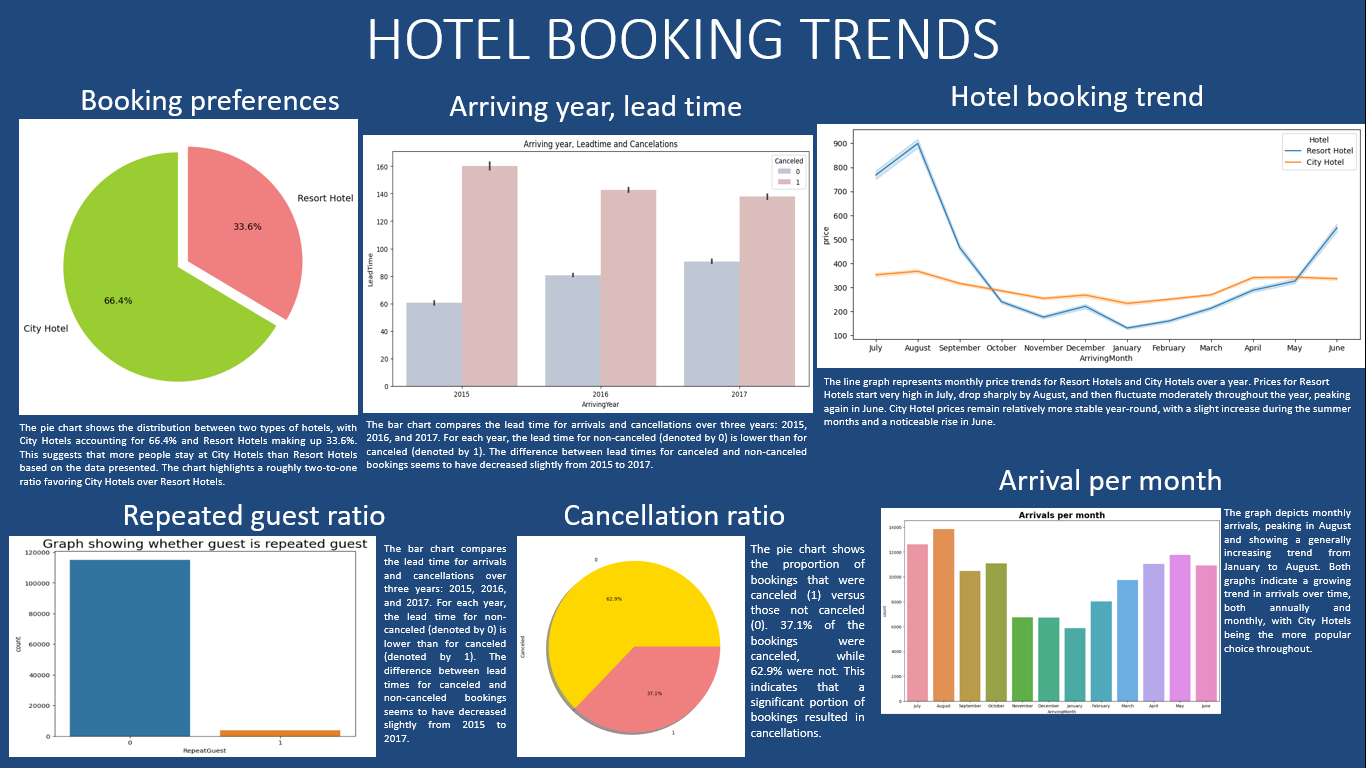 HOTEL BOOKING TRENDS
Booking preferences
Resort Hotel
33.6%
66.4%
City Hotel
The pie chart shows the distribution between two types of hotels, with
City Hotels accounting for 66.4% and Resort Hotels making up 33.6%.
This suggests that more people stay at City Hotels than Resort Hotels
based on the data presented. The chart highlights a roughly two-to-one
ratio favoring City Hotels over Resort Hotels.
Arriving year, lead time
Arriving year, Leadtime and Cancelations
Canceled
0
1
LeadTime
160
140
120
100
80
60
40
20
0
2015 2016 2017
ArrivingYear
The bar chart compares the lead time for arrivals and cancellations over three years: 2015,
2016, and 2017. For each year, the lead time for non-canceled (denoted by 0) is lower than for
canceled (denoted by 1). The difference between lead times for canceled and non-canceled
bookings seems to have decreased slightly from 2015 to 2017.
Hotel booking trend
Hotel
Resort Hotel
City Hotel
price
900
800
700
600
500
400
300
200
100
July August September October November December January February March April May June
ArrivingMonth
The line graph represents monthly price trends for Resort Hotels and City Hotels over a year. Prices for Resort
Hotels start very high in July, drop sharply by August, and then fluctuate moderately throughout the year, peaking
again in June. City Hotel prices remain relatively more stable year-round, with a slight increase during the summer
months and a noticeable rise in June.
Repeated guest ratio
Graph showing whether guest is repeated guest
count
120000
100000
80000
60000
40000
20000
0
0 1
RepeatGuest
The bar chart compares
the lead time for arrivals
and cancellations over
three years: 2015, 2016,
and 2017. For each year,
the lead time for non-
canceled (denoted by 0) is
lower than for canceled
(denoted by 1). The
difference between lead
times for canceled and
non-canceled bookings
seems to have decreased
slightly from 2015 to
2017.
Cancellation ratio
0
62.9%
Canceled
37.1%
1
The pie chart shows
the proportion of
bookings that were
canceled (1) versus
those not canceled
(0). 37.1% of the
bookings were
canceled, while
62.9% were not. This
indicates that a
significant portion of
bookings resulted in
cancellations.
Arrival per month
Arrivals per month
count
14000
12000
10000
8000
6000
4000
2000
0
July August September October November December January February March April May June
ArrivingMonth
The graph depicts monthly
arrivals, peaking in August
and showing a generally
increasing trend from
January to August. Both
graphs indicate a growing
trend in arrivals over time,
both annually and
monthly, with City Hotels
being the more popular
choice throughout.